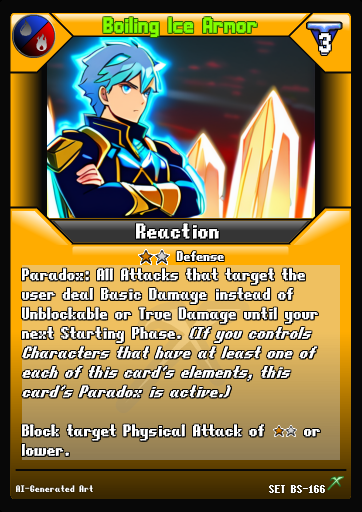 Boiling Ice Armor
3
Reaction
Defense
Paradox: All Attacks that target the
user deal Basic Damage instead of
Unblockable or True Damage until your
next Starting Phase. (If you controls
Characters that have at least one of
each of this card's elements, this
card's Paradox is active.)
Block target Physical Attack of ★★ or
lower.
AI-Generated Art
SET BS-166